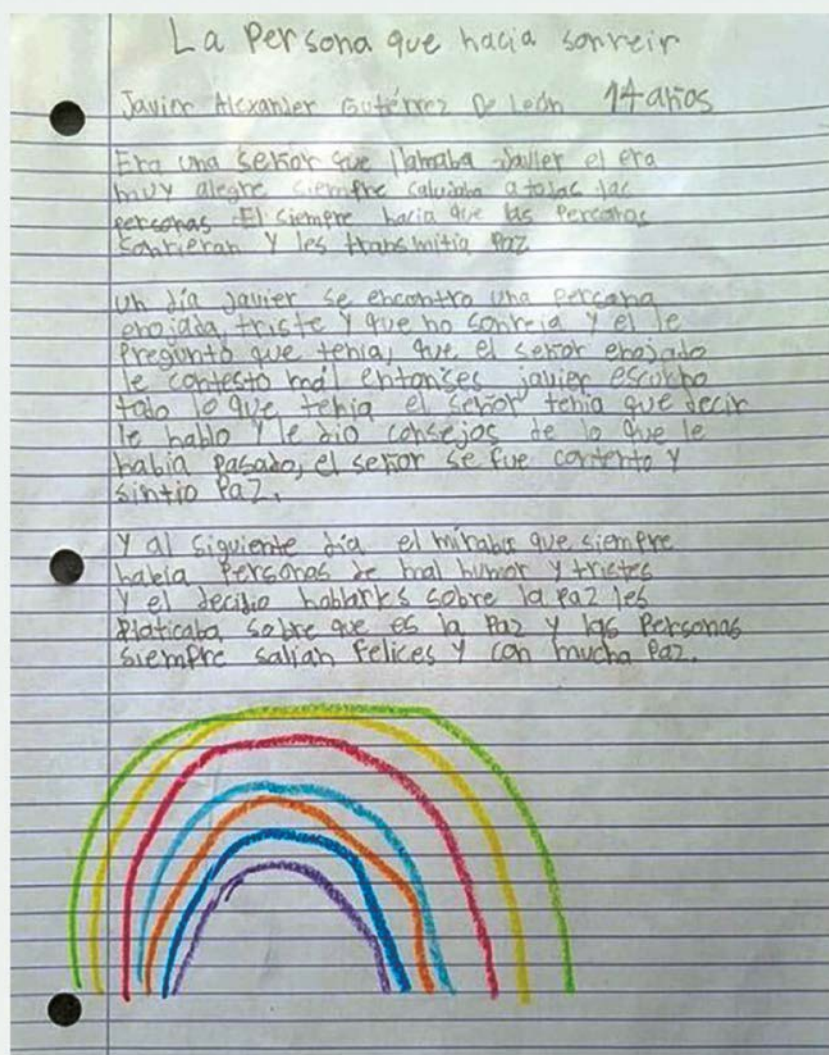 La Persona que hacia sonreir
Javier Alexander Gutérrez De León 14 años
Era una señor que llamaba Javier el era
muy alegre siempre saludaba a todas las
personas El siempre hacia que las Personas
sonrieran y les transmitia Paz
Un día Javier se encontro una persona
enojada, triste y que no sonreia y el le
Pregunto que tenia, que el señor enojado
le contesto mal entonses javier escucho
todo lo que tenia el señor tenia que decir
le hablo y le dio consejos de lo que le
habia Pasado, el señor se fue contento y
sintio Paz.
Y al siguiente dia el miraba que siempre
habia Personas de mal humor y tristes
y el decidio hablarles sobre la Paz les
Platicaba sobre que es la Paz y las Personas
siempre salian felices y con mucha Paz.